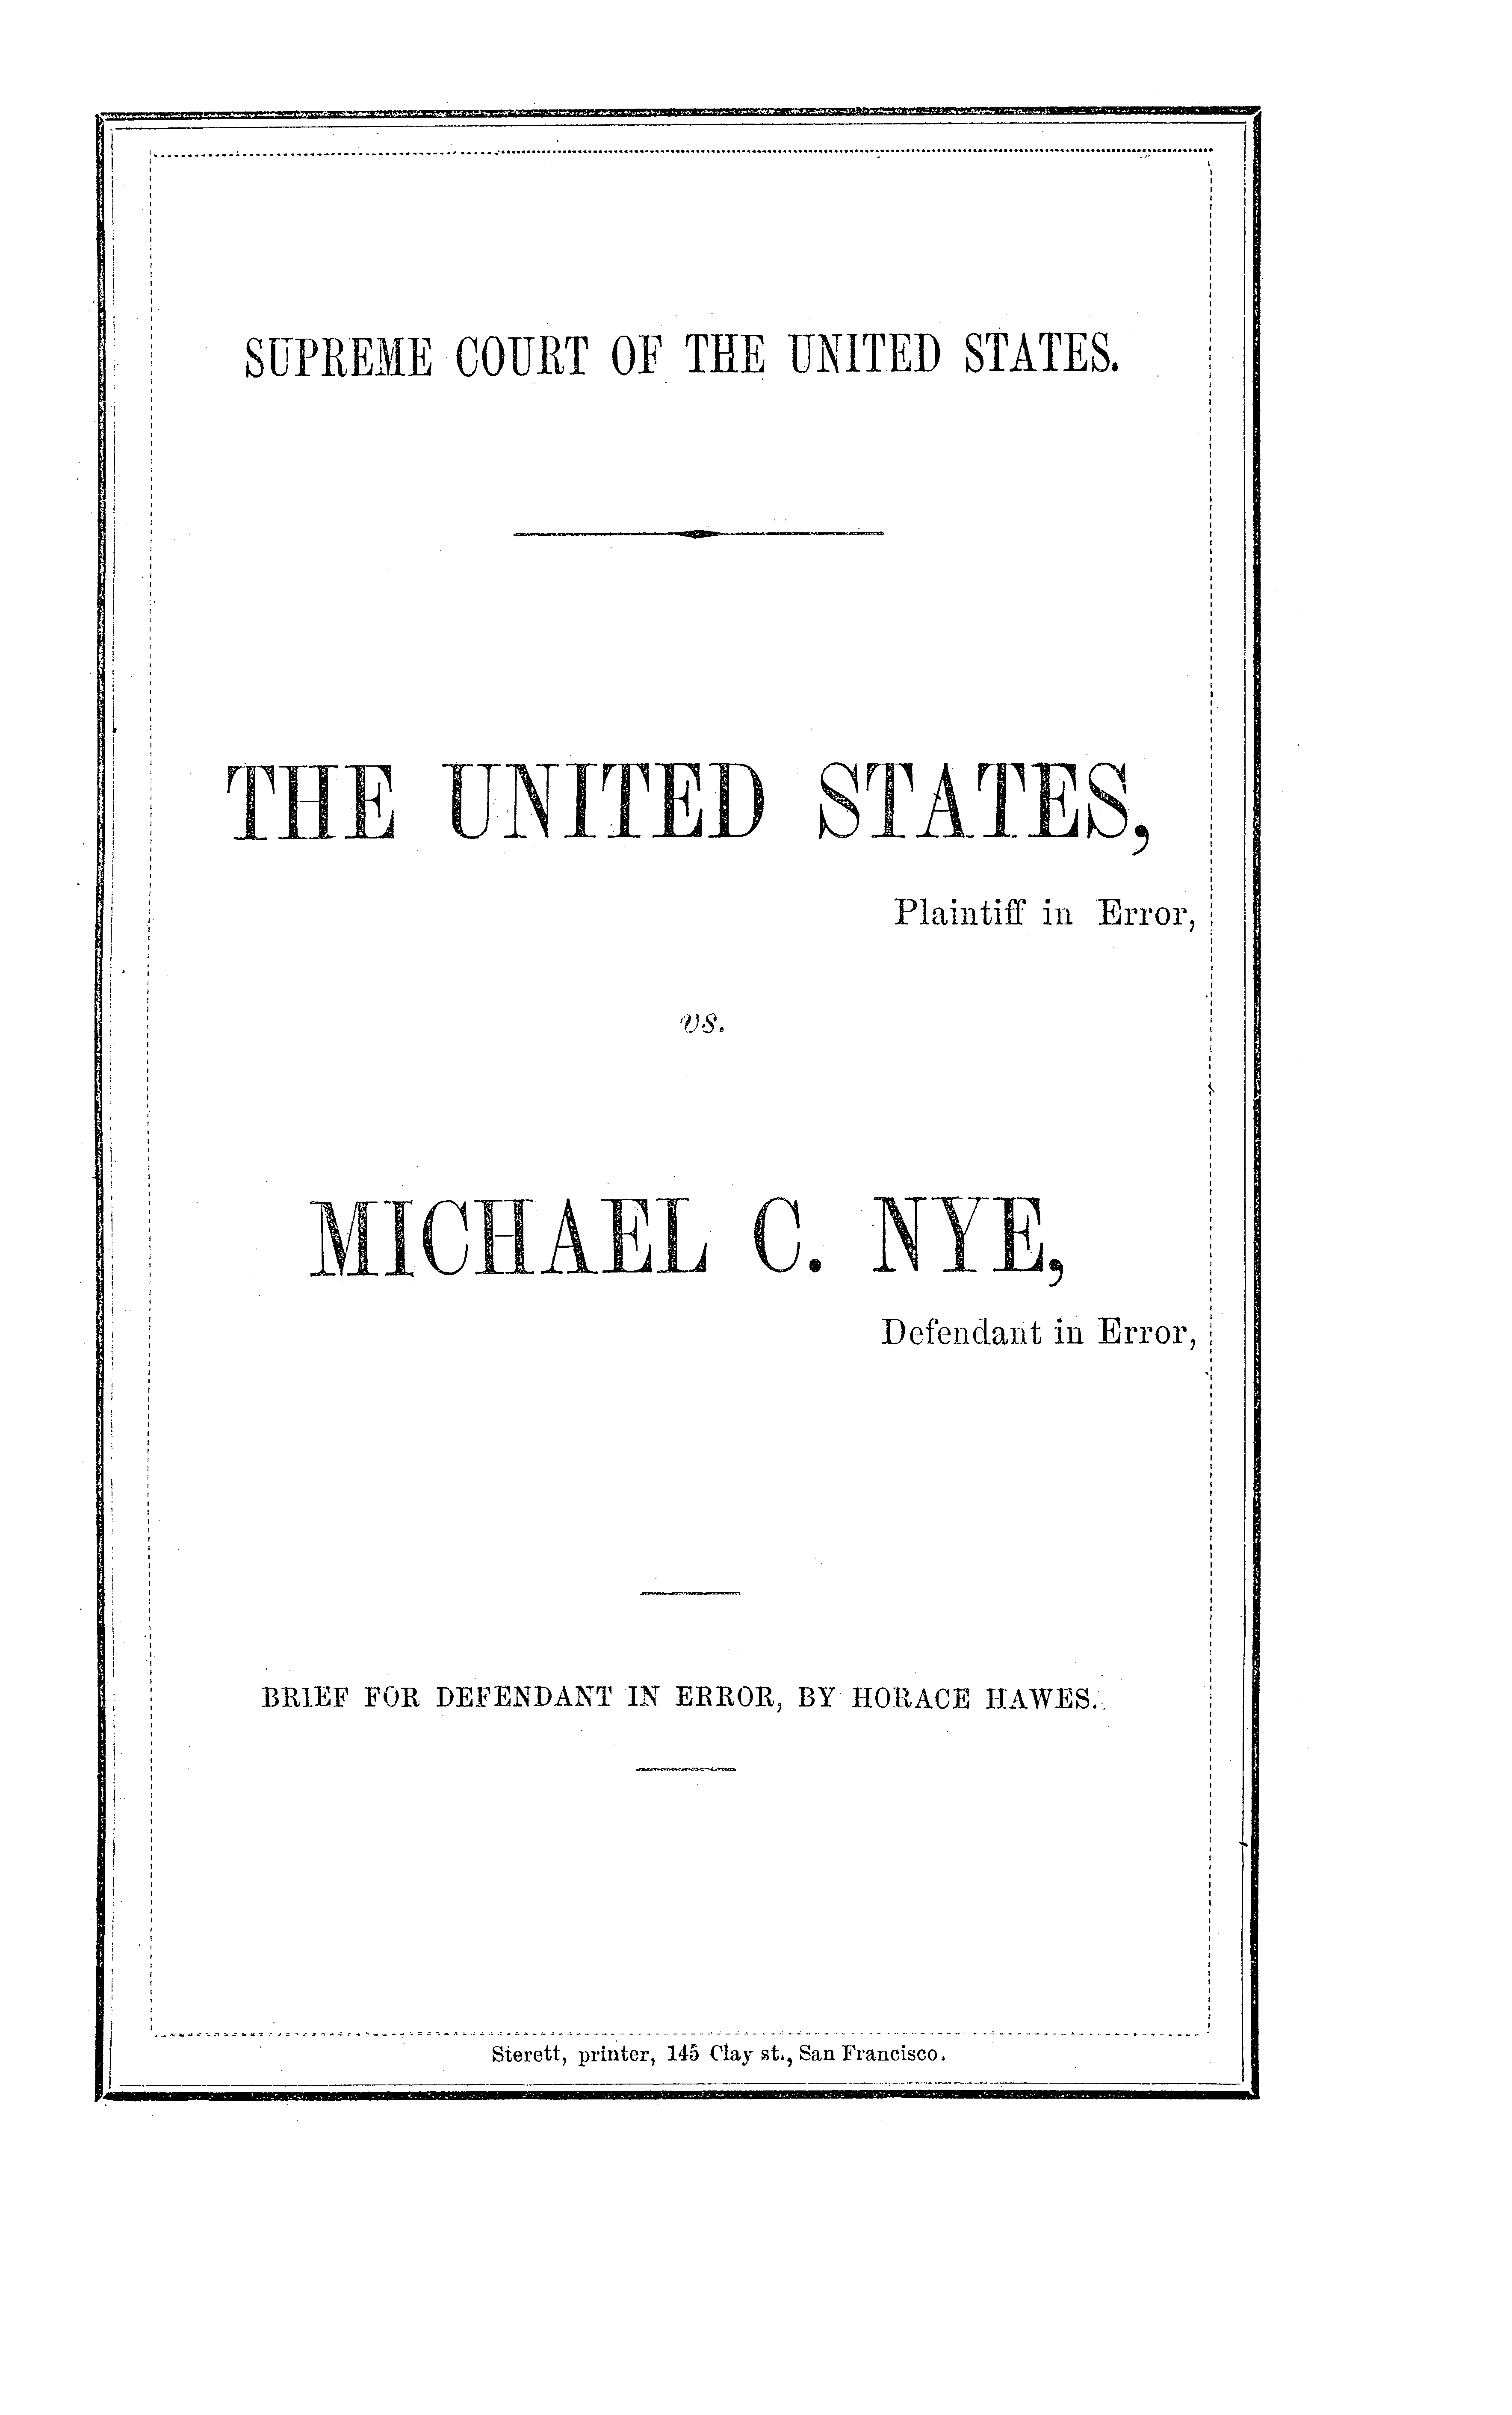 SUPREME COURT OF THE UNITED STATES.
THE UNITED STATES,
Plaintiff in Error,
vs.
MICHAEL C. NYE,
Defendant in Error,
BRIEF FOR DEFENDANT IN ERROR, BY HORACE HAWES.
Sterett, printer, 145 Clay st., San Francisco.